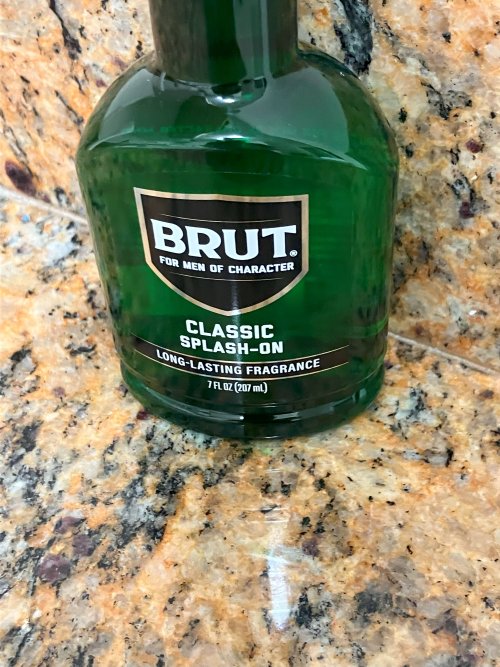 BRUT®
FOR MEN OF CHARACTER
CLASSIC
SPLASH-ON
LONG-LASTING FRAGRANCE
7 FL OZ (207 mL)